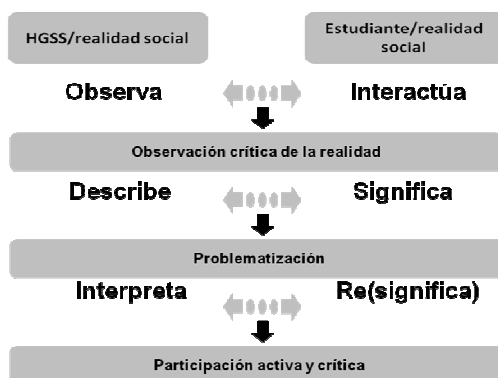 HGSS/realidad social
Estudiante/realidad
social
Observa
Interactúa
Observación crítica de la realidad
Describe
Significa
Problematización
Interpreta
Re(significa)
Participación activa y crítica